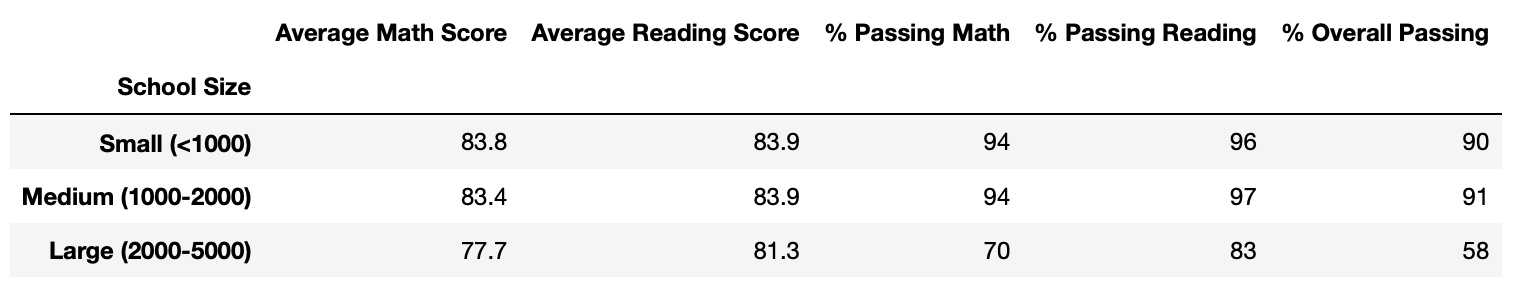 Average Math Score Average Reading Score % Passing Math % Passing Reading % Overall Passing
School Size
Small (<1000) 83.8 83.9 94 96 90
Medium (1000-2000) 83.4 83.9 94 97 91
Large (2000-5000) 77.7 81.3 70 83 58